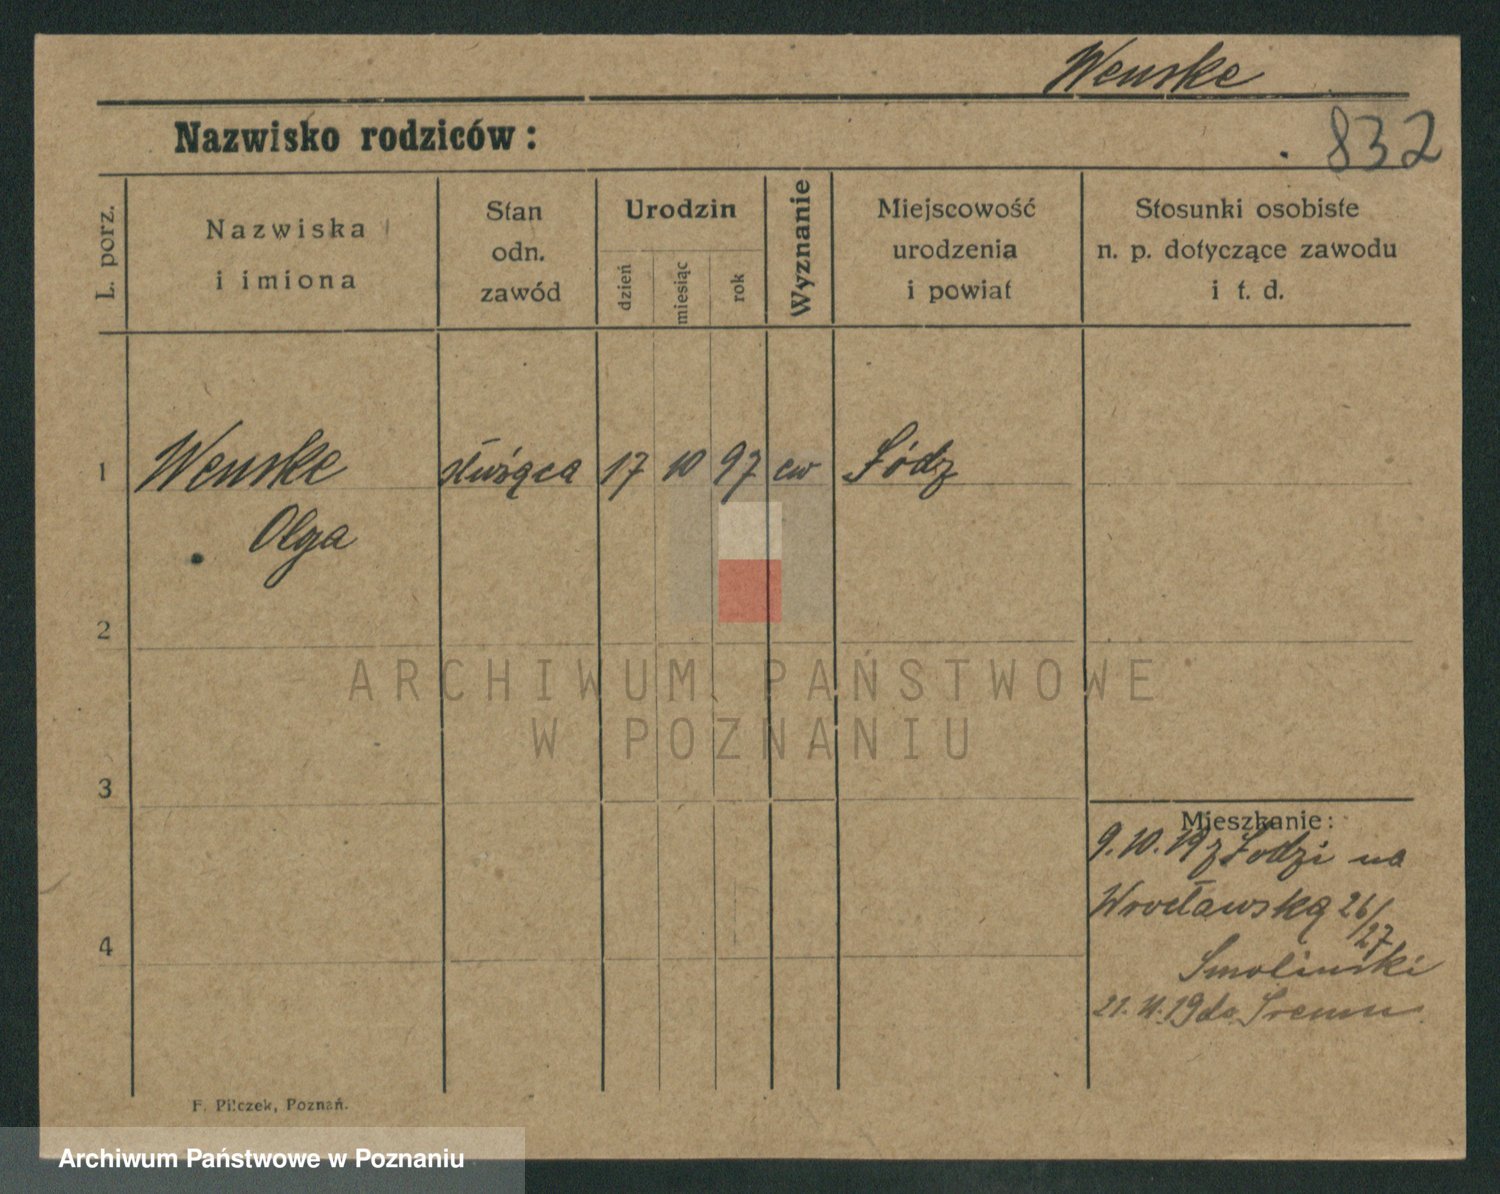 Wenske
Nazwisko rodziców:
832
L. porz.
Nazwiska
i imiona
Stan
odn.
zawód
Urodzin
dzień
miesiąc
rok
Wyznanie
Miejscowość
urodzenia
i powiat
Stosunki osobiste
n. p. dotyczące zawodu
i t. d.
1 Wenske służąca 17 10 97 ew Łódz
Olga
2
ARCHIWUM PAŃSTWOWE
W POZNANIU
3
Mieszkanie:
9.10.19 z Łodzi na
Wrocławską 26/27
4
Smolinski
21.11.19 do Sremu
F. Pilczek, Poznań.
Archiwum Państwowe w Poznaniu